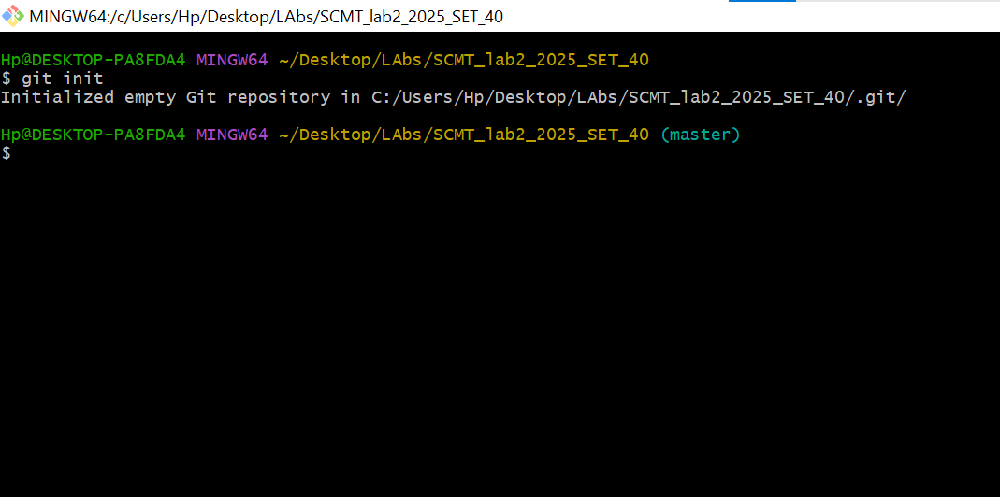 MINGW64:/c/Users/Hp/Desktop/LAbs/SCMT_lab2_2025_SET_40
Hp@DESKTOP-PA8FDA4 MINGW64 ~/Desktop/LAbs/SCMT_lab2_2025_SET_40
$ git init
Initialized empty Git repository in C:/Users/Hp/Desktop/LAbs/SCMT_lab2_2025_SET_40/.git/
Hp@DESKTOP-PA8FDA4 MINGW64 ~/Desktop/LAbs/SCMT_lab2_2025_SET_40 (master)
$